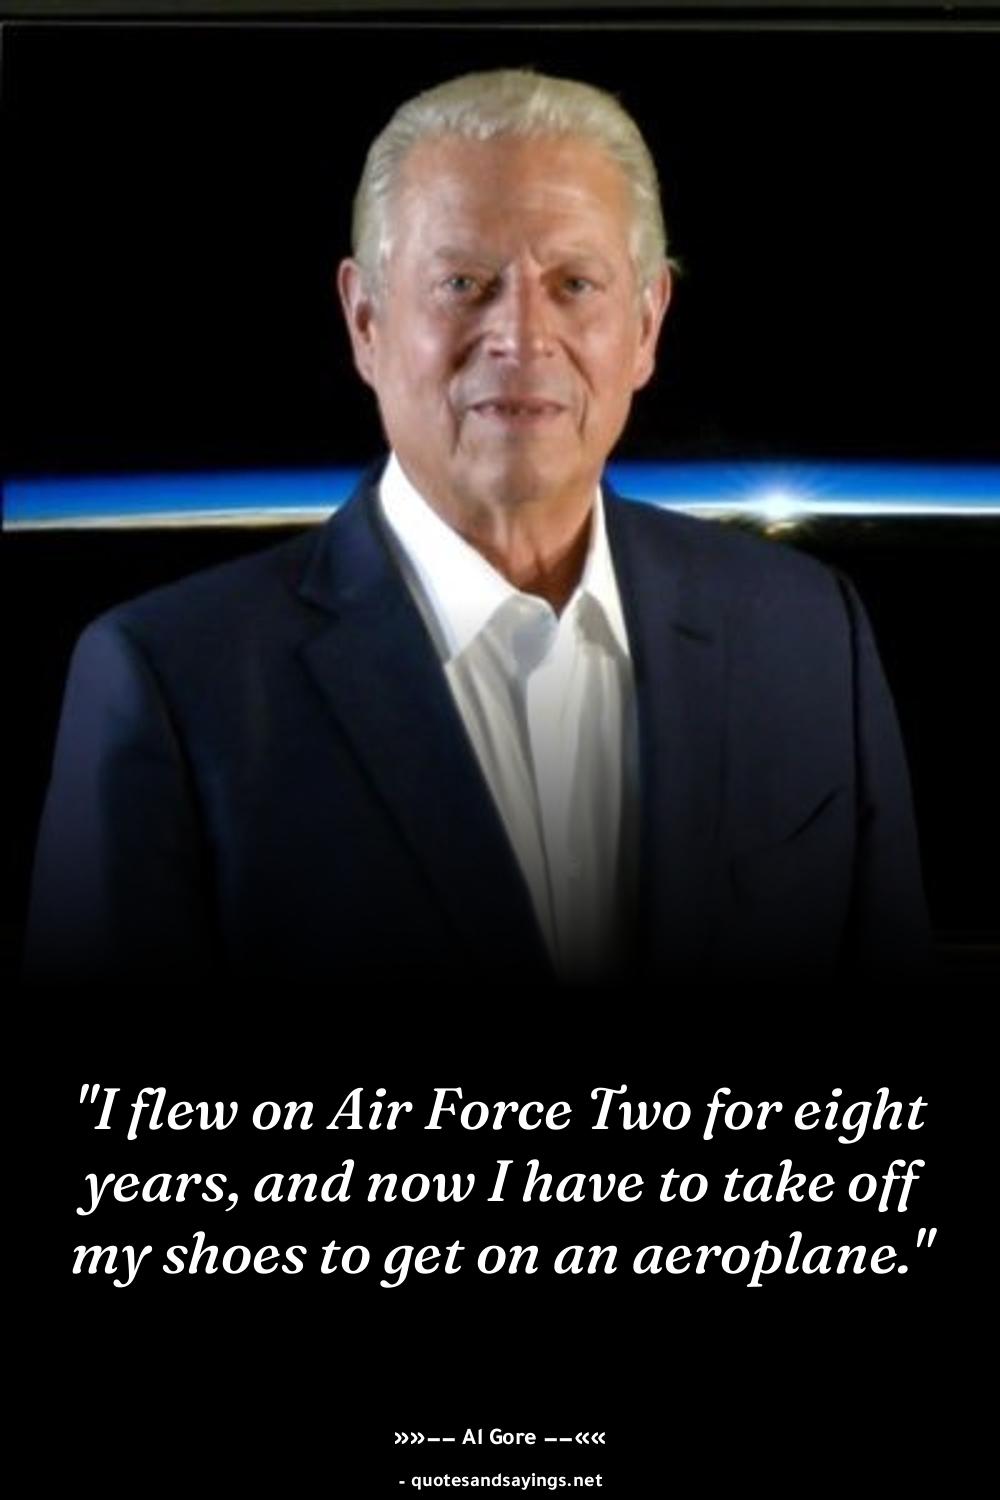 "I flew on Air Force Two for eight
years, and now I have to take off
my shoes to get on an aeroplane."
»»–– Al Gore ––««
- quotesandsayings.net